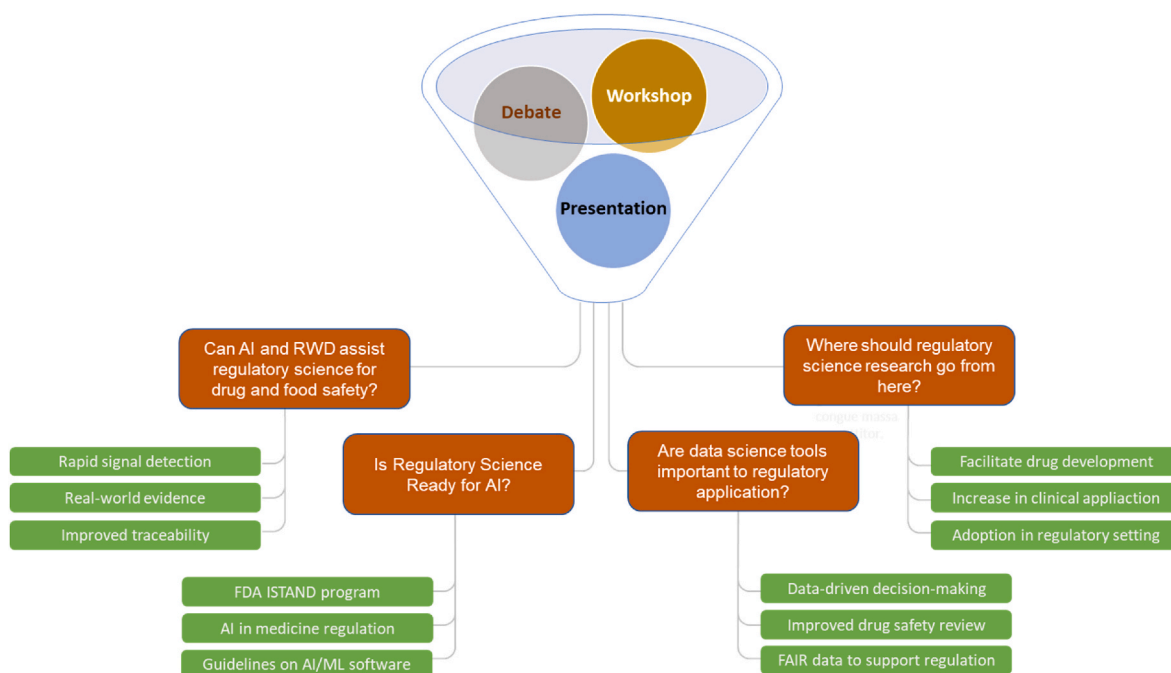 Workshop
Debate
Presentation
Can AI and RWD assist
regulatory science for
drug and food safety?
Rapid signal detection
Real-world evidence
Improved traceability
Is Regulatory Science
Ready for AI?
FDA ISTAND program
AI in medicine regulation
Guidelines on AI/ML software
Are data science tools
important to regulatory
application?
Data-driven decision-making
Improved drug safety review
FAIR data to support regulation
Where should regulatory
science research go from
here?
congue massa
Facilitate drug development
Increase in clinical appliaction
Adoption in regulatory setting